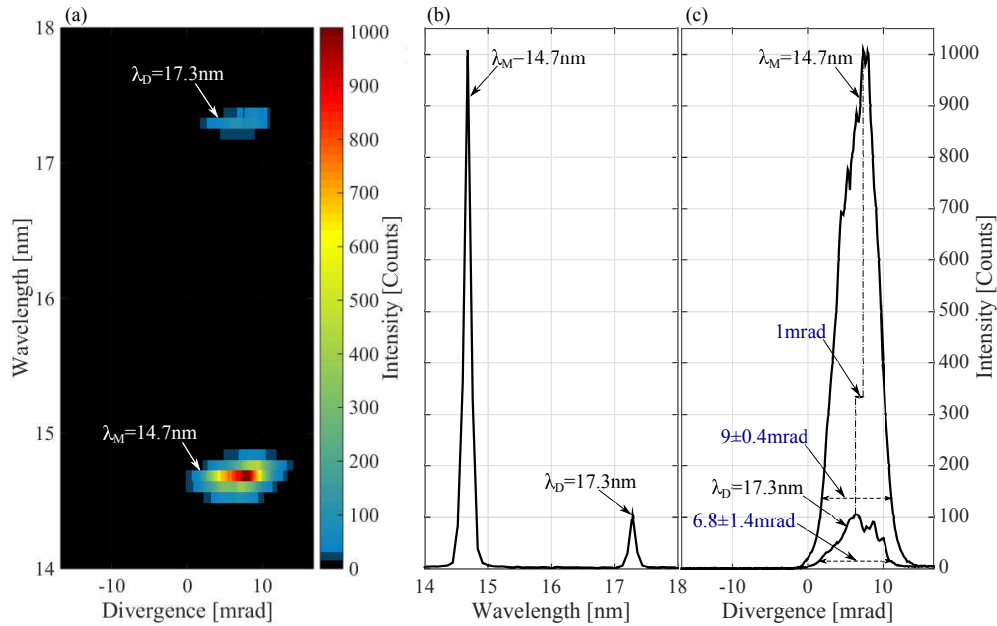 (a)
18
17
16
15
14
Wavelength [nm]
-10
0
10
Divergence [mrad]
λD=17.3nm
λM=14.7nm
1000
900
800
700
600
500
400
300
200
100
0
Intensity [Counts]
(b)
λM=14.7nm
λD=17.3nm
14
15
16
17
18
Wavelength [nm]
(c)
λM=14.7nm
1mrad
9±0.4mrad
λD=17.3nm
6.8±1.4mrad
-10
0
10
Divergence [mrad]
1000
900
800
700
600
500
400
300
200
100
0
Intensity [Counts]